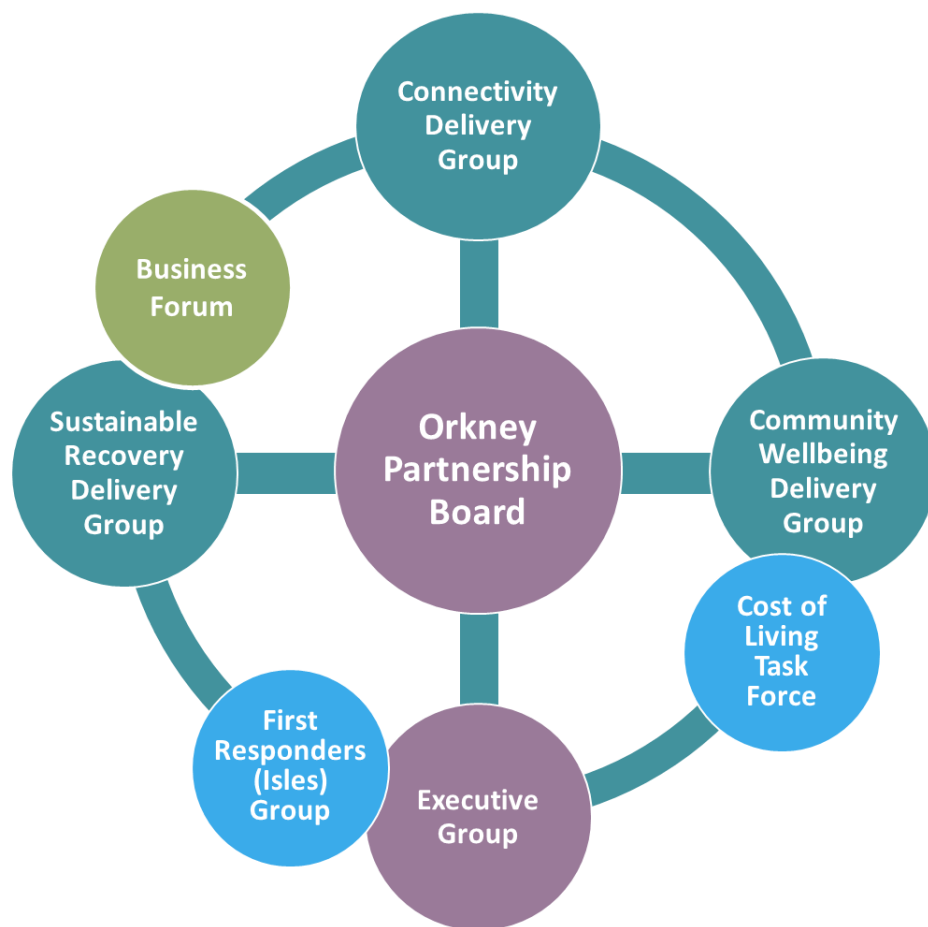 Connectivity
Delivery
Group
Business
Forum
Sustainable
Recovery
Delivery
Group
Orkney
Partnership
Board
Community
Wellbeing
Delivery
Group
Cost of
Living
Task
Force
First
Responders
(Isles)
Group
Executive
Group